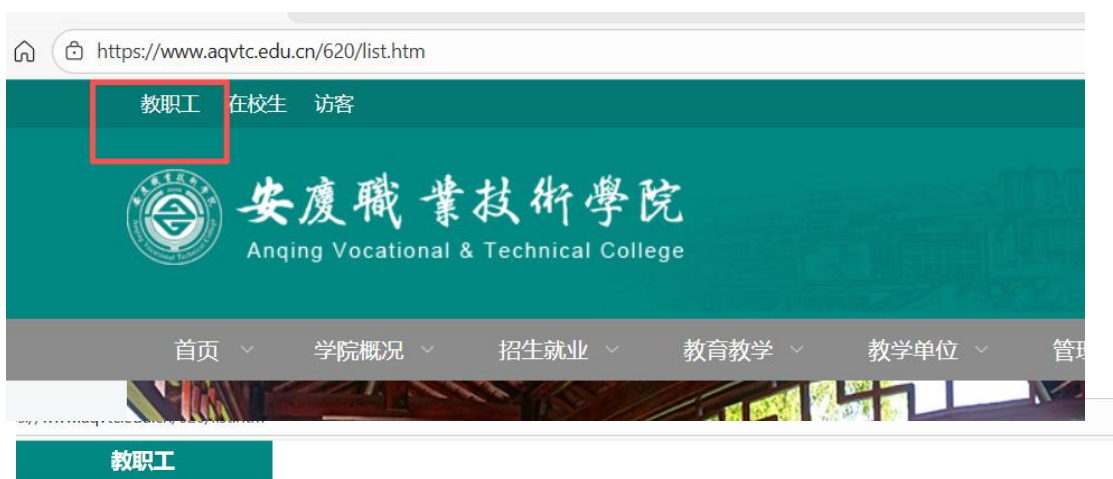 https://www.aqvtc.edu.cn/620/list.htm
教职工 在校生 访客
安慶職業技術學院
Anqing Vocational & Technical College
首页 学院概况 招生就业 教育教学 教学单位
教职工